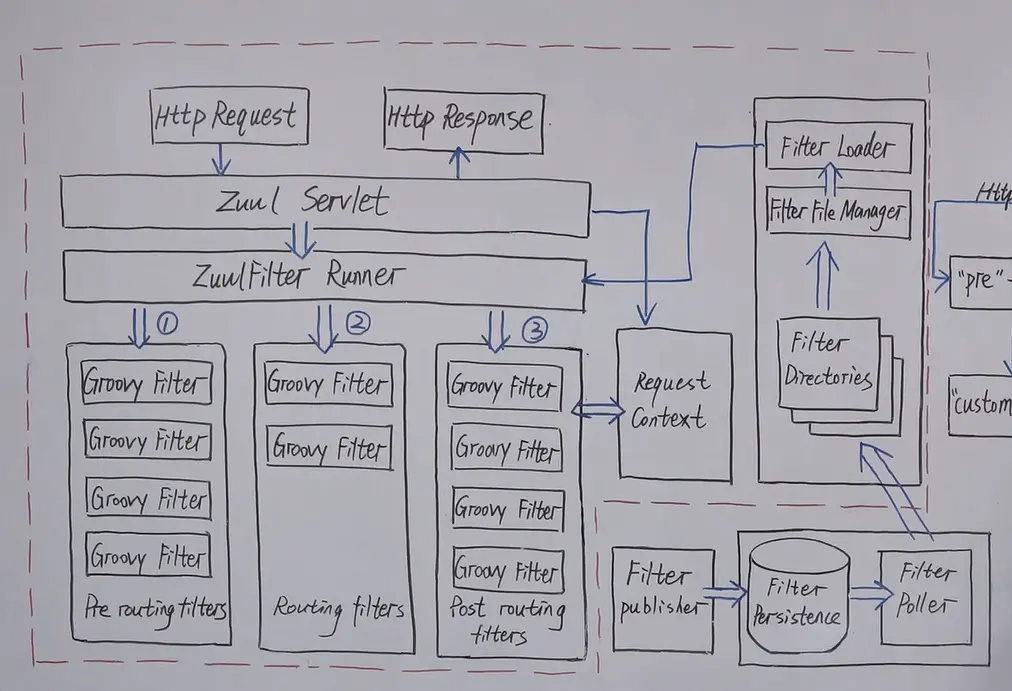 Http Request
Http Response
Zuul Servlet
ZuulFilter Runner
①
②
③
Groovy Filter
Groovy Filter
Groovy Filter
Groovy Filter
Pre routing filters
Groovy Filter
Groovy Filter
Routing filters
Groovy Filter
Groovy Filter
Groovy Filter
Groovy Filter
Post routing
filters
Request
Context
Filter Loader
Filter File Manager
Filter
Directories
Filter
publisher
Filter
Persistence
Filter
Poller
Http
"pre"
"custom